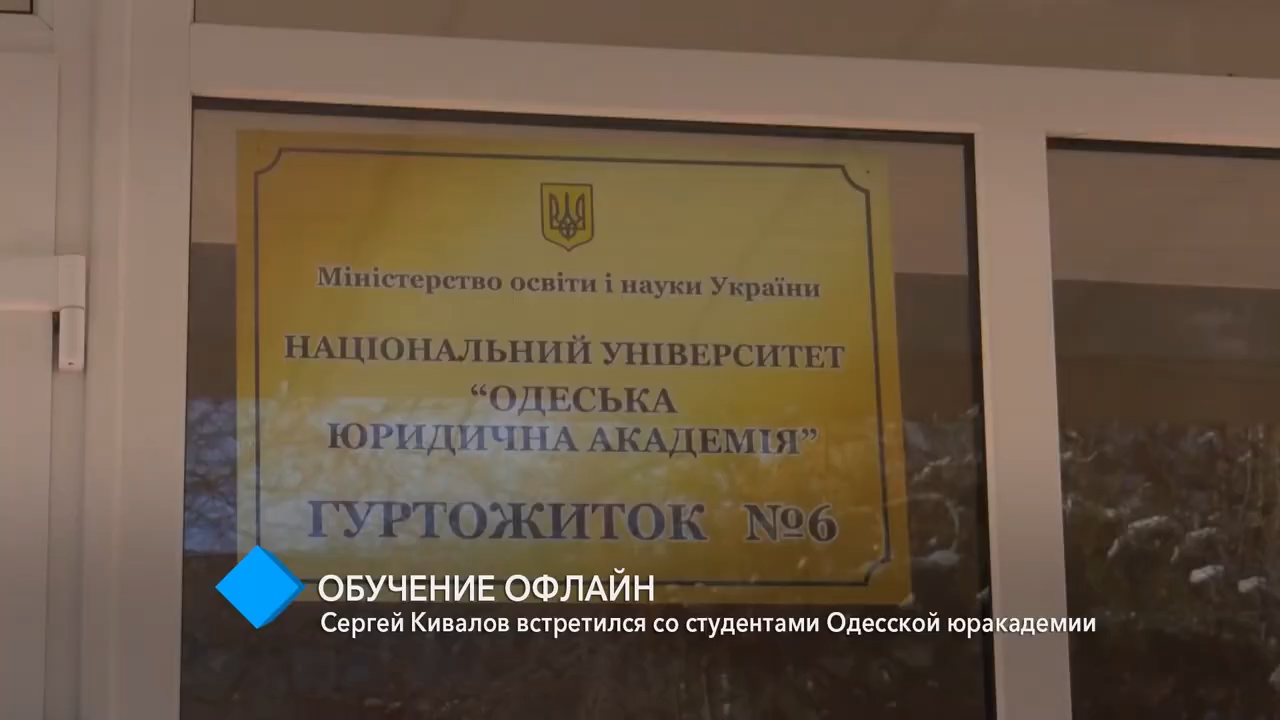 Міністерство освіти і науки України
НАЦІОНАЛЬНИЙ УНІВЕРСИТЕТ
“ОДЕСЬКА
ЮРИДИЧНА АКАДЕМІЯ”
ГУРТОЖИТОК №6
ОБУЧЕНИЕ ОФЛАЙН
Сергей Кивалов встретился со студентами Одесской юракадемии